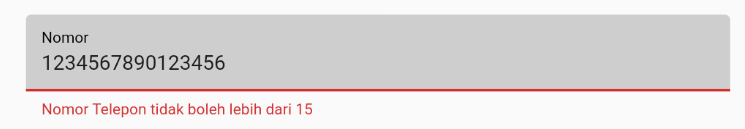 Nomor
1234567890123456
Nomor Telepon tidak boleh lebih dari 15